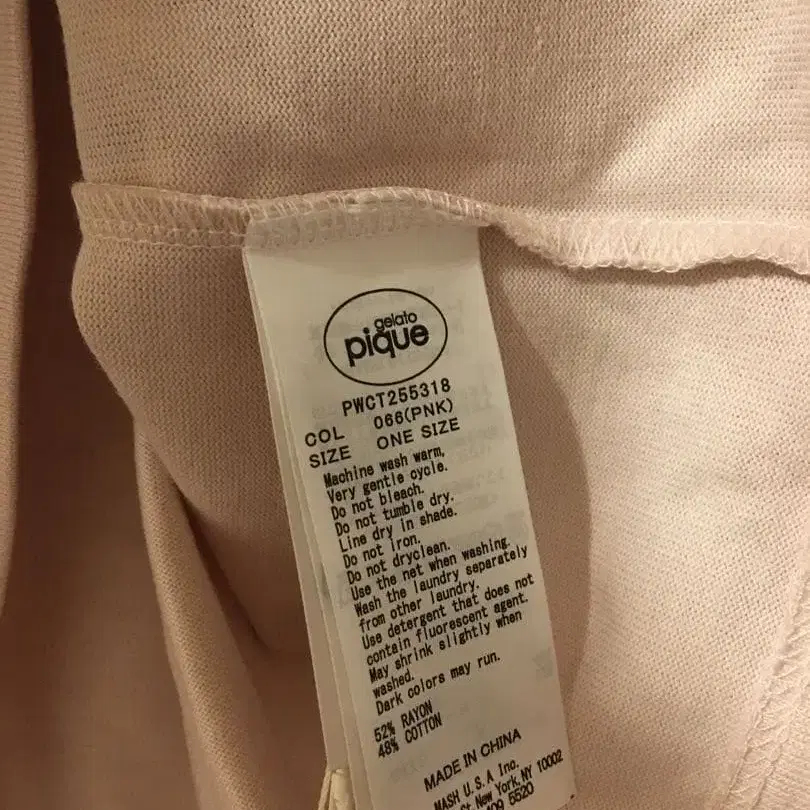 gelato
pique
PWCT255318
COL 066(PNK)
SIZE ONE SIZE
Machine wash warm,
Very gentle cycle.
Do not bleach.
Do not tumble dry.
Line dry in shade.
Do not iron.
Do not dryclean.
Use the net when washing.
Wash the laundry separately
from other laundry.
Use detergent that does not
contain fluorescent agent.
May shrink slightly when
washed.
Dark colors may run.
52% RAYON
48% COTTON
MADE IN CHINA
MASH U.S.A Inc.
St New York, NY 10002
5520